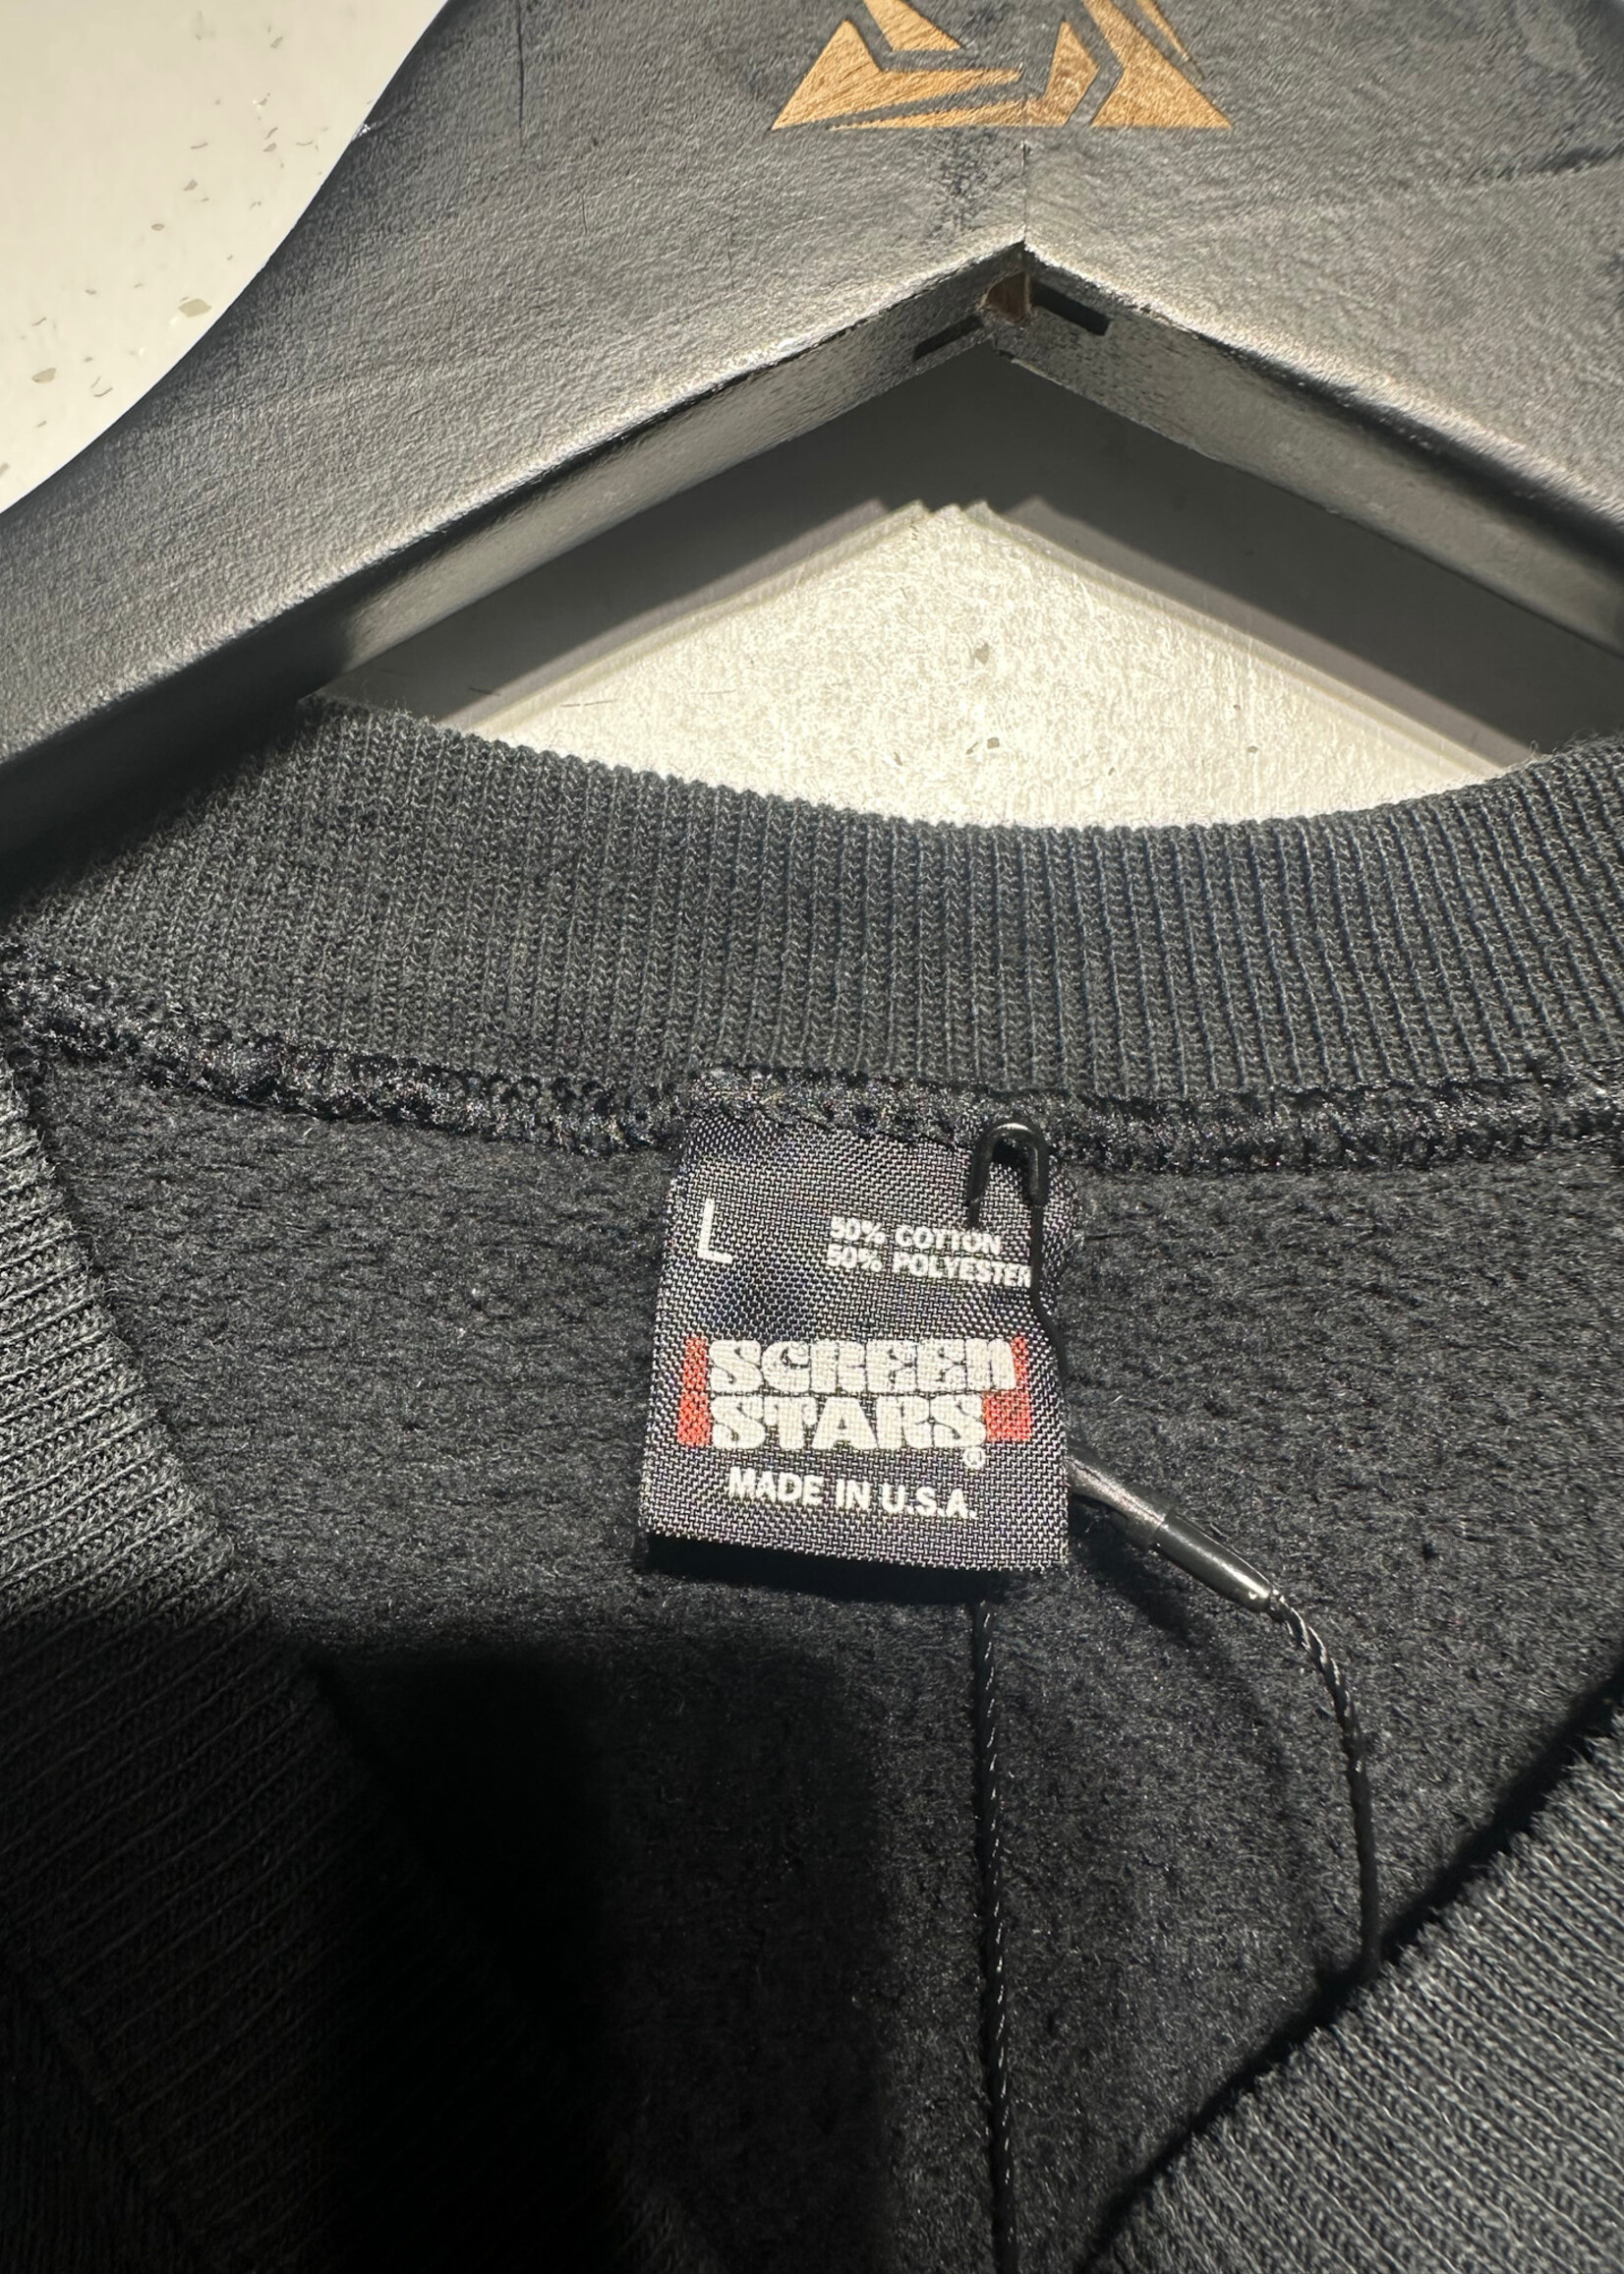 L
50% COTTON
50% POLYESTER
SCREEN
STARS®
MADE IN U.S.A.